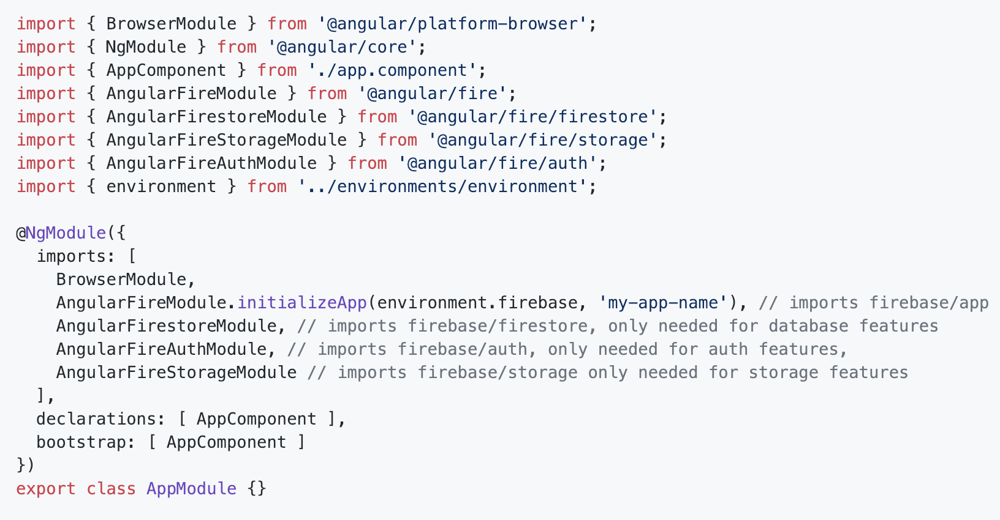 import { BrowserModule } from '@angular/platform-browser';
import { NgModule } from '@angular/core';
import { AppComponent } from './app.component';
import { AngularFireModule } from '@angular/fire';
import { AngularFirestoreModule } from '@angular/fire/firestore';
import { AngularFireStorageModule } from '@angular/fire/storage';
import { AngularFireAuthModule } from '@angular/fire/auth';
import { environment } from '../environments/environment';

@NgModule({
  imports: [
    BrowserModule,
    AngularFireModule.initializeApp(environment.firebase, 'my-app-name'), // imports firebase/app
    AngularFirestoreModule, // imports firebase/firestore, only needed for database features
    AngularFireAuthModule, // imports firebase/auth, only needed for auth features,
    AngularFireStorageModule // imports firebase/storage only needed for storage features
  ],
  declarations: [ AppComponent ],
  bootstrap: [ AppComponent ]
})
export class AppModule {}